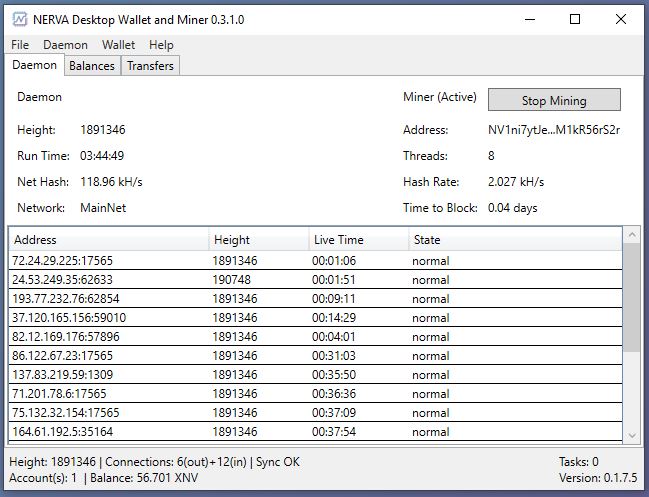 NERVA Desktop Wallet and Miner 0.3.1.0
File Daemon Wallet Help
Daemon Balances Transfers
Daemon Miner (Active) Stop Mining
Height: 1891346 Address: NV1ni7ytJe...M1kR56rS2r
Run Time: 03:44:49 Threads: 8
Net Hash: 118.96 kH/s Hash Rate: 2.027 kH/s
Network: MainNet Time to Block: 0.04 days
Address Height Live Time State
72.24.29.225:17565 1891346 00:01:06 normal
24.53.249.35:62633 190748 00:01:51 normal
193.77.232.76:62854 1891346 00:09:11 normal
37.120.165.156:59010 1891346 00:14:29 normal
82.12.169.176:57896 1891346 00:04:01 normal
86.122.67.23:17565 1891346 00:31:03 normal
137.83.219.59:1309 1891346 00:35:50 normal
71.201.78.6:17565 1891346 00:36:36 normal
75.132.32.154:17565 1891346 00:37:09 normal
164.61.192.5:35164 1891346 00:37:54 normal
Height: 1891346 | Connections: 6(out)+12(in) | Sync OK Tasks: 0
Account(s): 1 | Balance: 56.701 XNV Version: 0.1.7.5